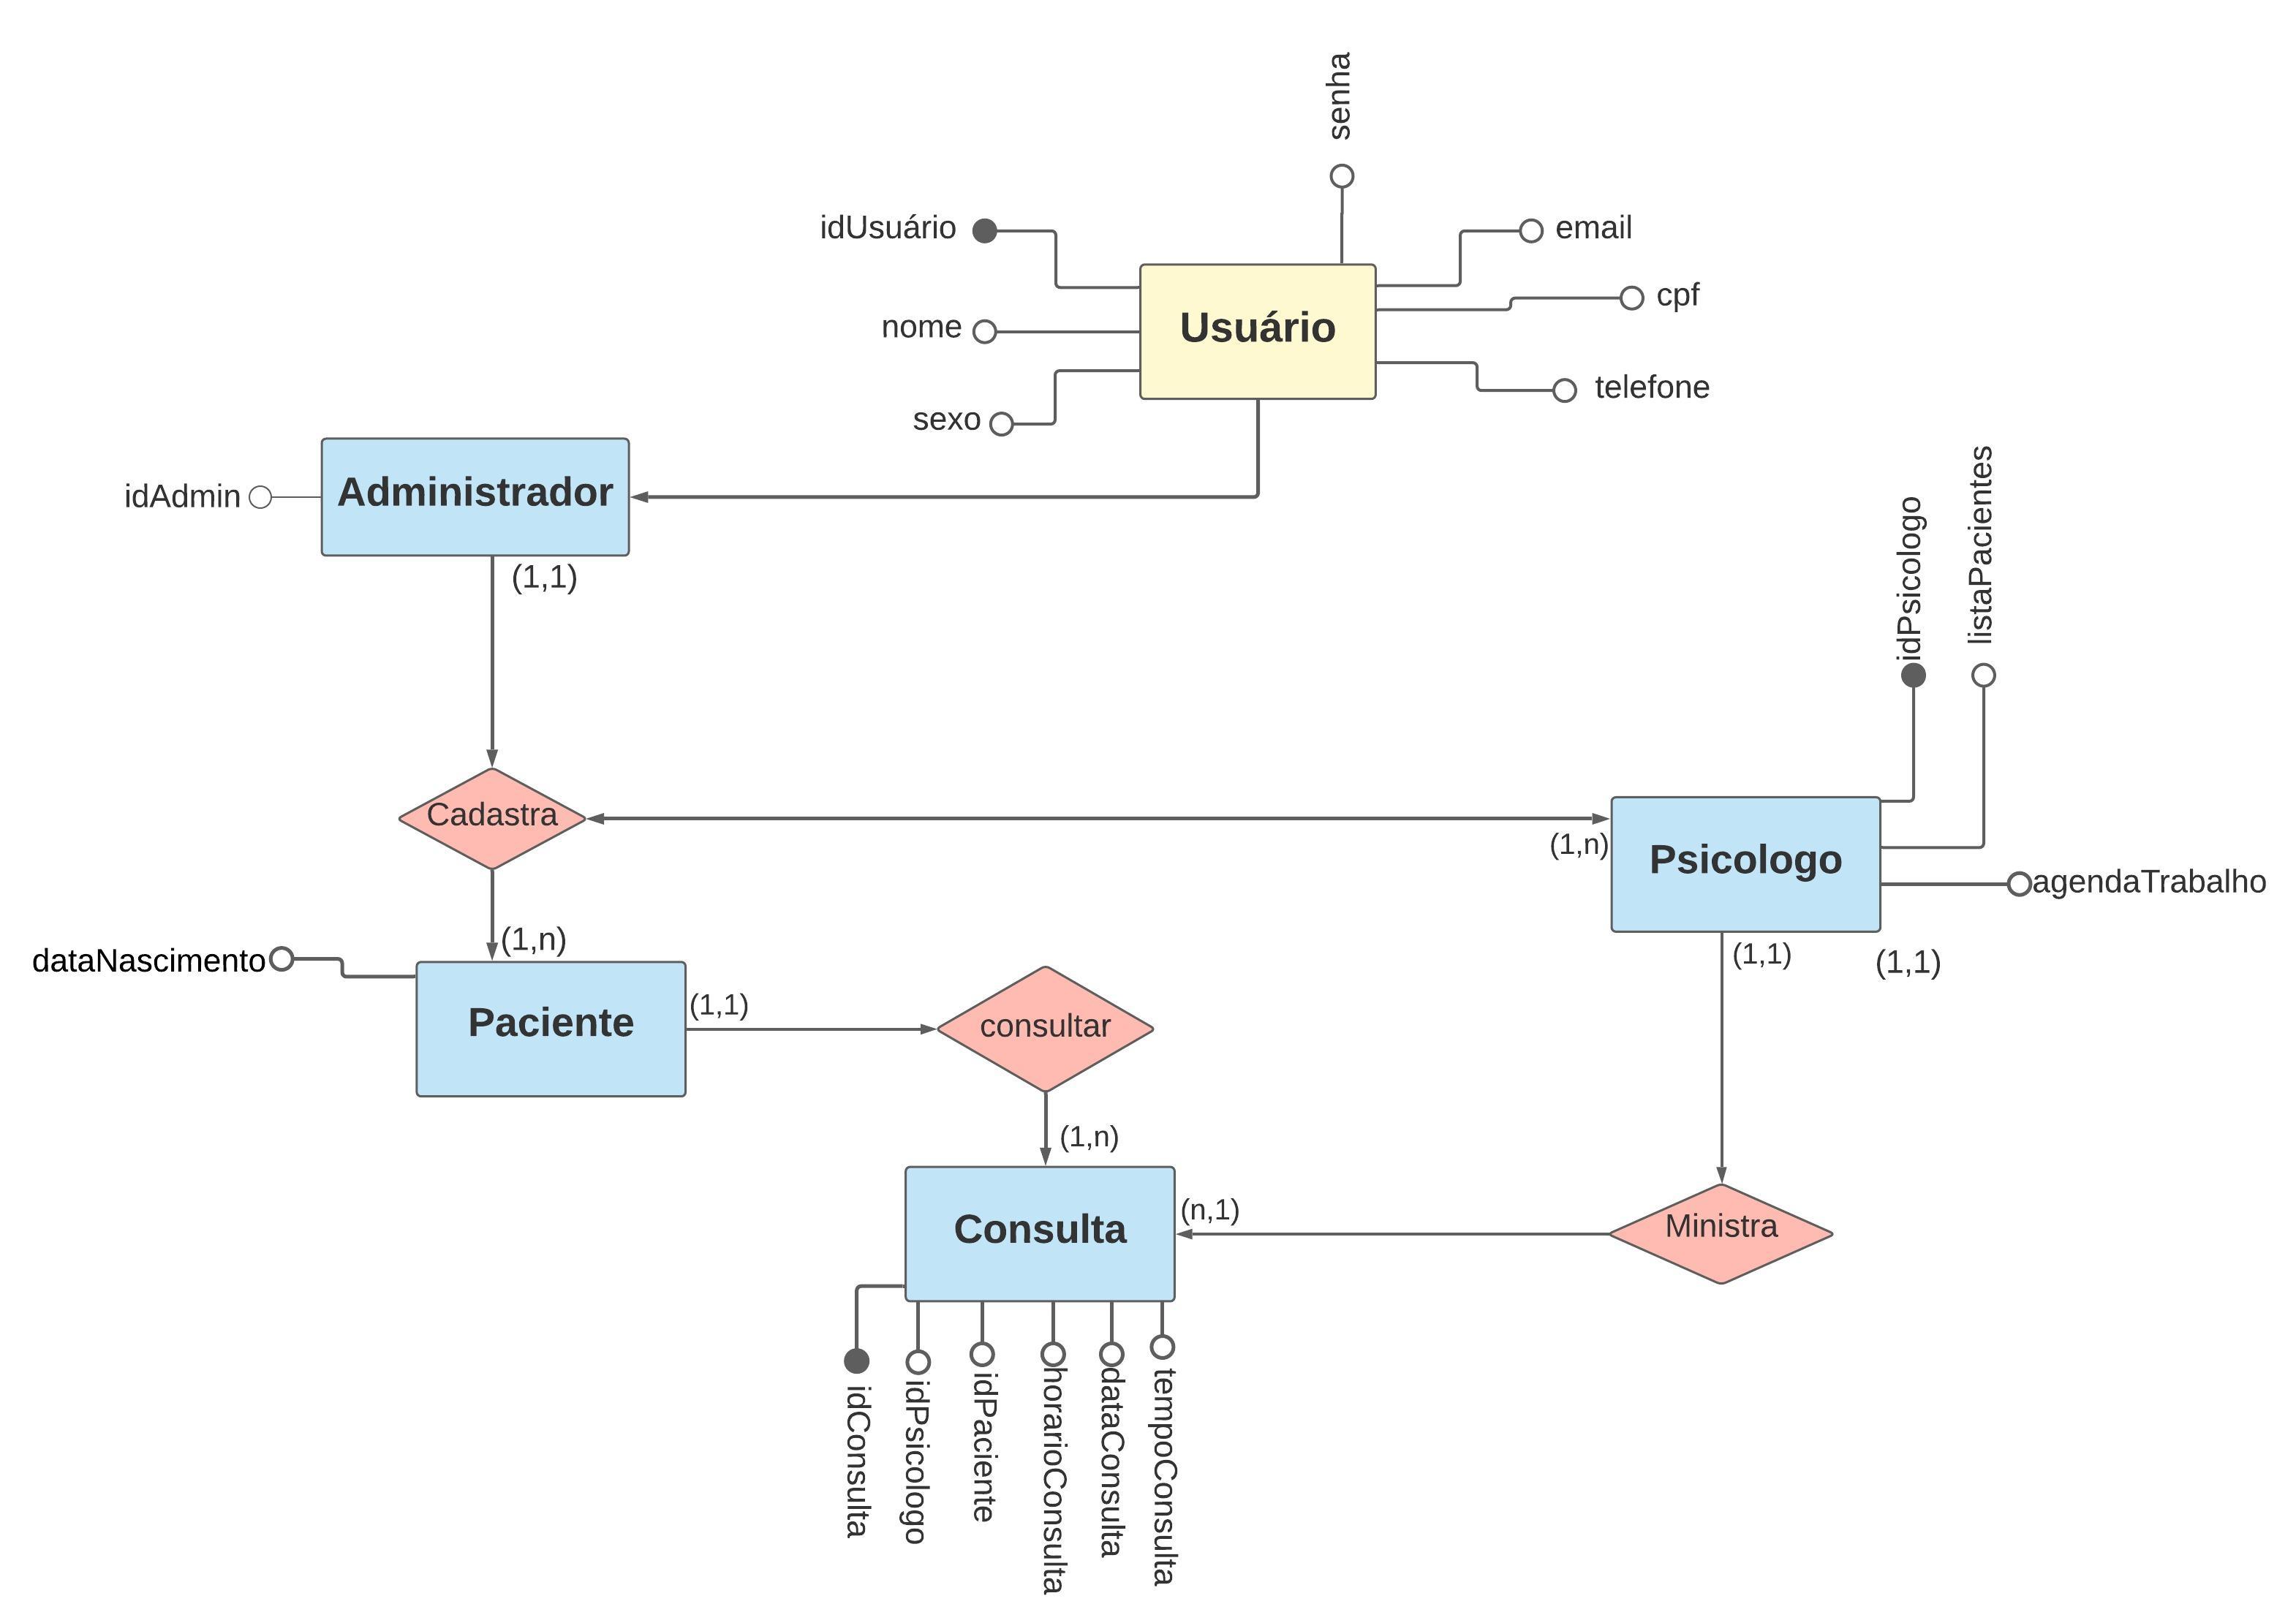 senha
idUsuário
email
cpf
nome
Usuário
telefone
sexo
idAdmin
Administrador
(1,1)
idPsicologo
listaPacientes
Cadastra
(1,n)
Psicologo
agendaTrabalho
(1,n)
(1,1)
(1,1)
dataNascimento
Paciente
(1,1)
consultar
(1,n)
Consulta
(n,1)
Ministra
idConsulta
idPsicologo
idPaciente
horarioConsulta
dataConsulta
tempoConsulta